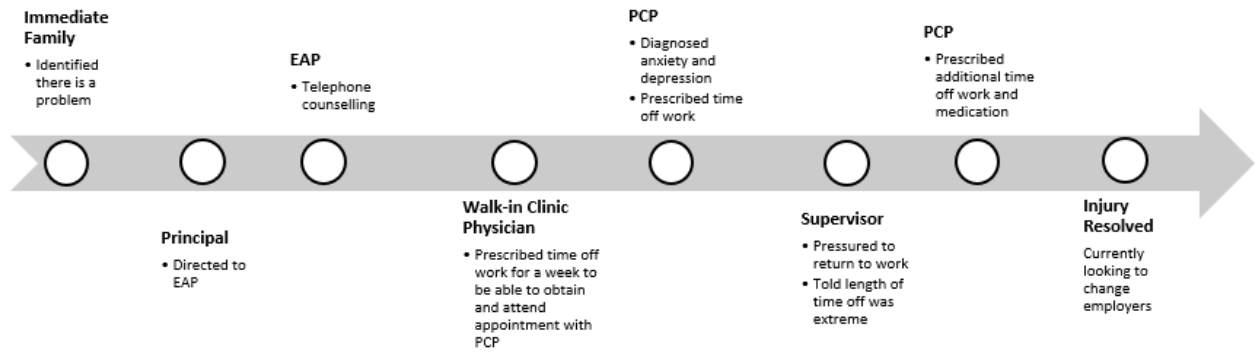 Immediate
Family
• Identified
there is a
problem
Principal
• Directed to
EAP
EAP
• Telephone
counselling
Walk-in Clinic
Physician
• Prescribed time off
work for a week to
be able to obtain
and attend
appointment with
PCP
PCP
• Diagnosed
anxiety and
depression
• Prescribed time
off work
Supervisor
• Pressured to
return to work
• Told length of
time off was
extreme
PCP
• Prescribed
additional time
off work and
medication
Injury
Resolved
Currently
looking to
change
employers